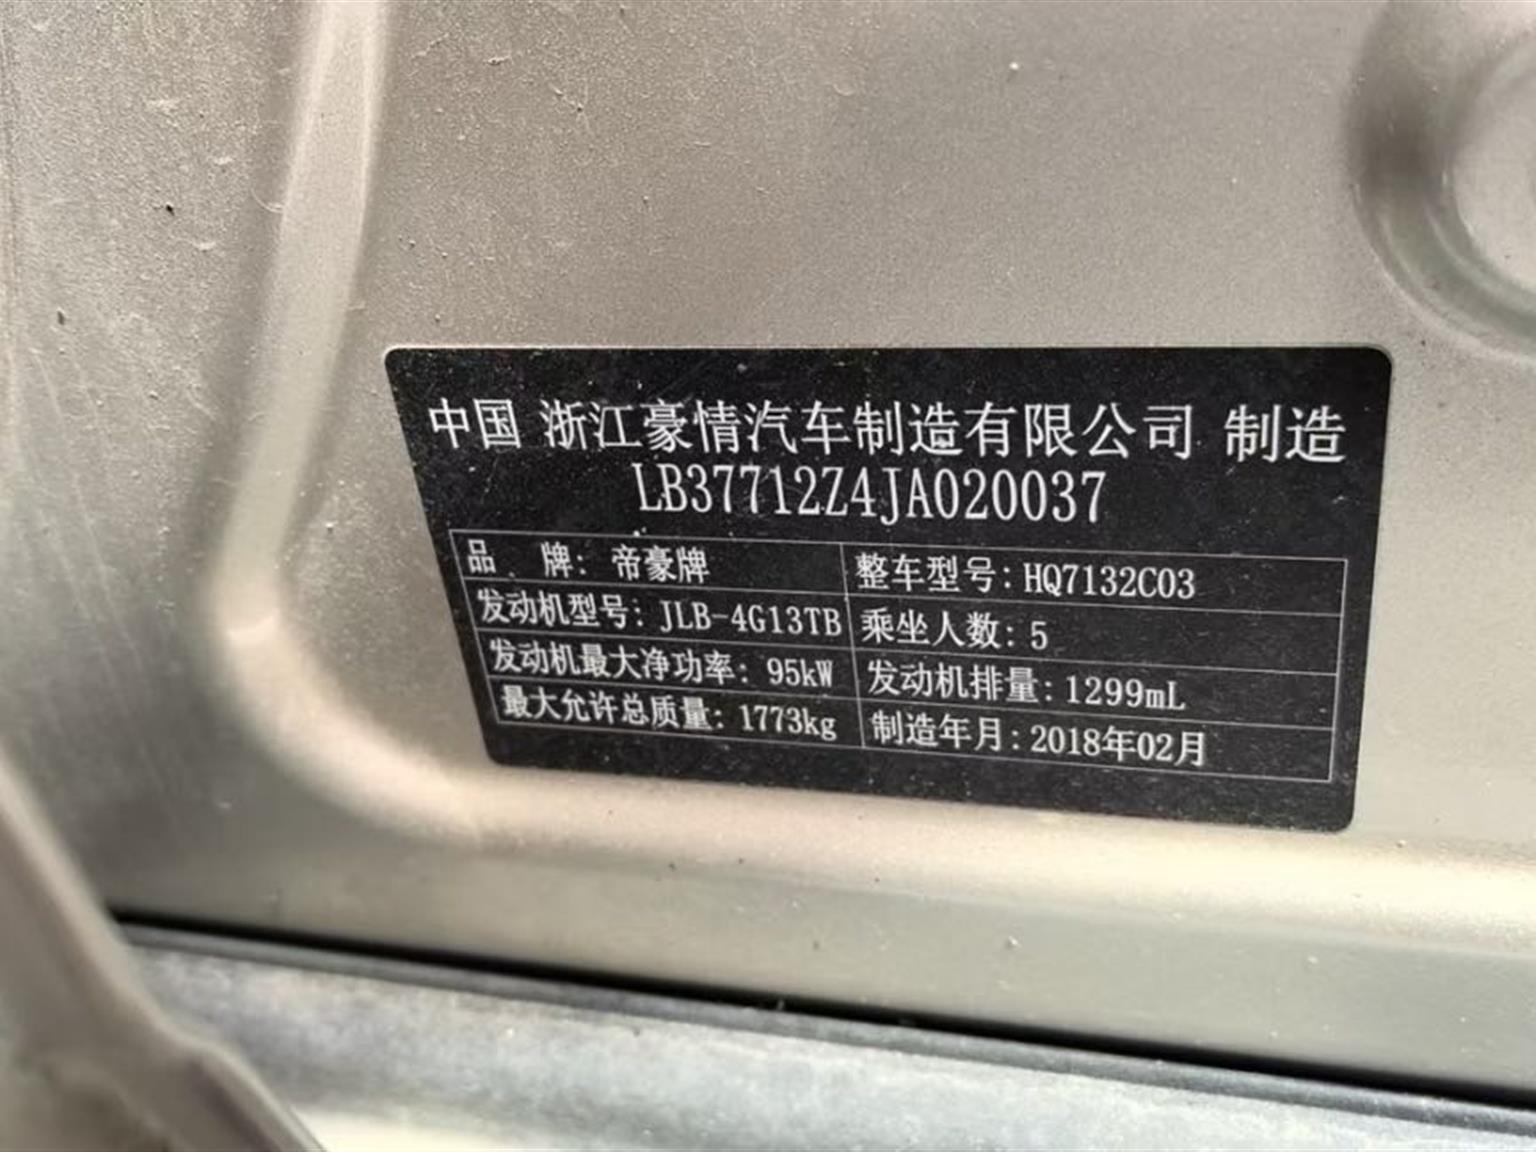 中国 浙江豪情汽车制造有限公司 制造
LB37712Z4JA020037
品 牌: 帝豪牌 整车型号: HQ7132C03
发动机型号: JLB-4G13TB 乘坐人数: 5
发动机最大净功率: 95kW 发动机排量: 1299mL
最大允许总质量: 1773kg 制造年月: 2018年02月